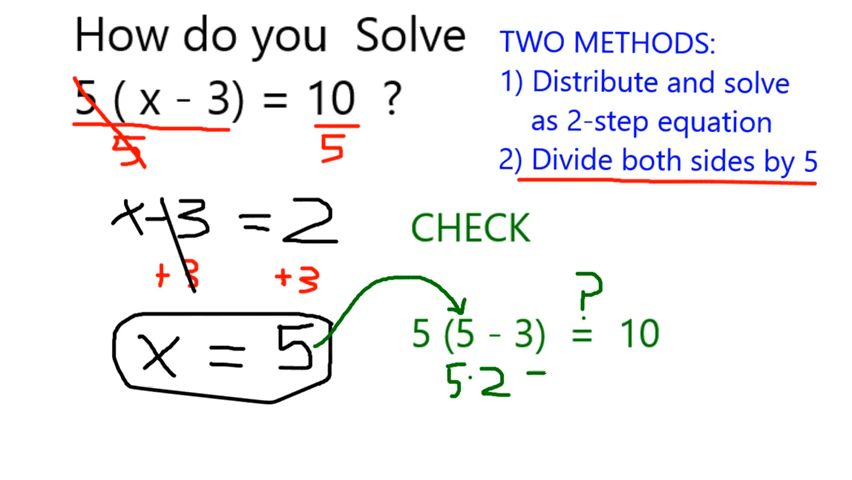 How do you Solve
5 ( x - 3) = 10 ?
5 5
x - 3 = 2
+3 +3
x = 5
TWO METHODS:
1) Distribute and solve
as 2-step equation
2) Divide both sides by 5
CHECK
?
5 (5 - 3) = 10
5·2 -